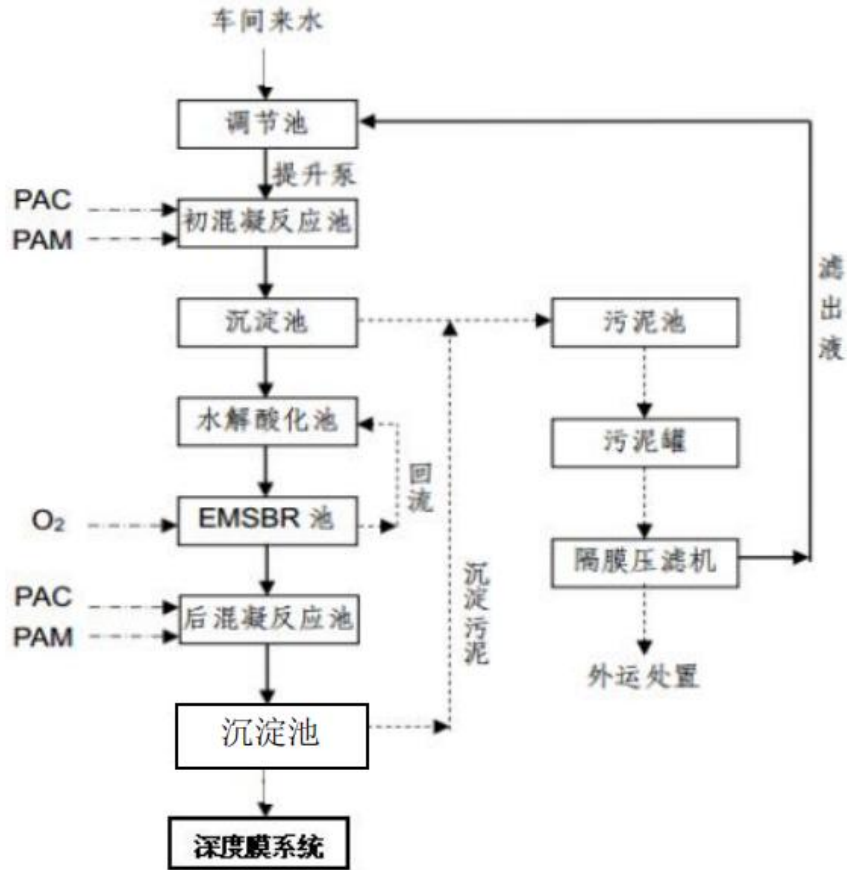 车间来水
调节池
提升泵
PAC
PAM
初混凝反应池
沉淀池
污泥池
滤出液
水解酸化池
污泥罐
回流
O₂
EMSBR 池
隔膜压滤机
PAC
PAM
后混凝反应池
沉淀污泥
外运处置
沉淀池
深度膜系统